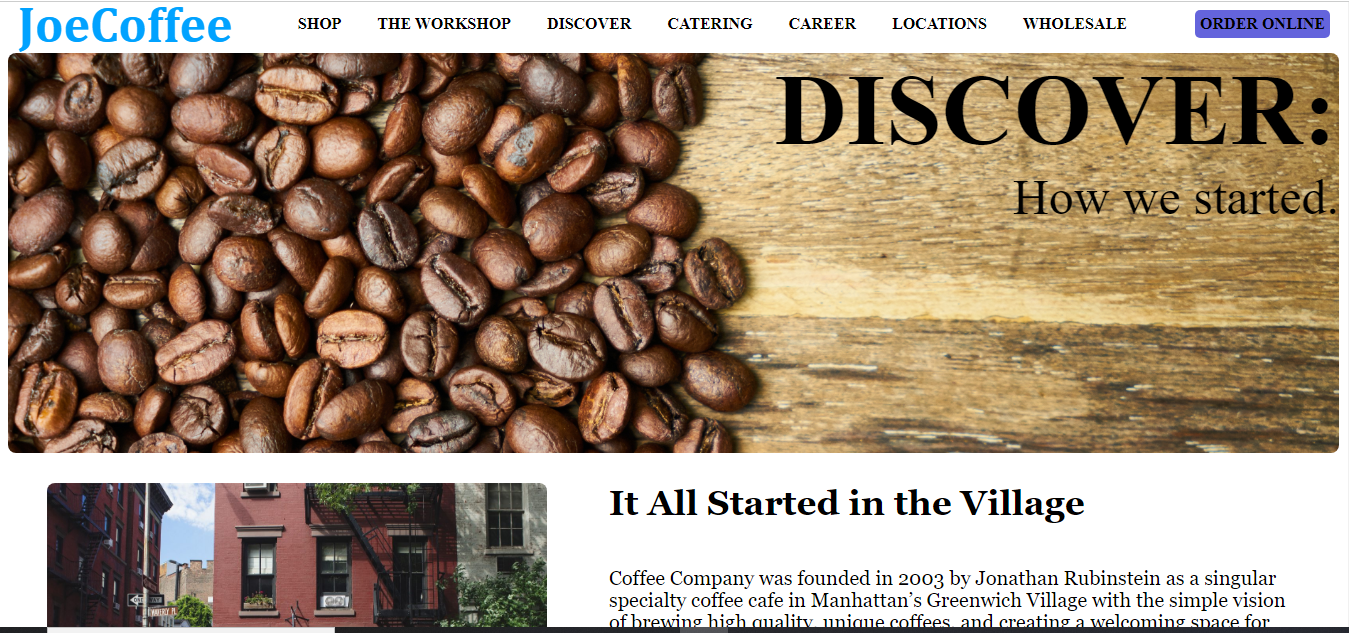 JoeCoffee
SHOP THE WORKSHOP DISCOVER CATERING CAREER LOCATIONS WHOLESALE ORDER ONLINE
DISCOVER:
How we started.
It All Started in the Village
Coffee Company was founded in 2003 by Jonathan Rubinstein as a singular
specialty coffee cafe in Manhattan’s Greenwich Village with the simple vision
of brewing high quality, unique coffees, and creating a welcoming space for